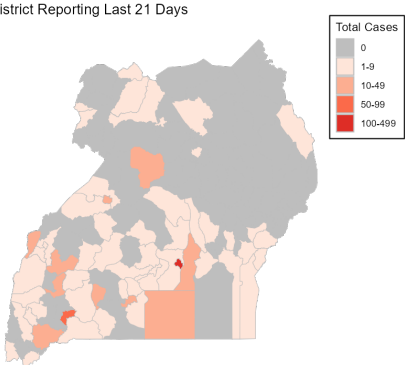 istrict Reporting Last 21 Days
Total Cases
0
1-9
10-49
50-99
100-499